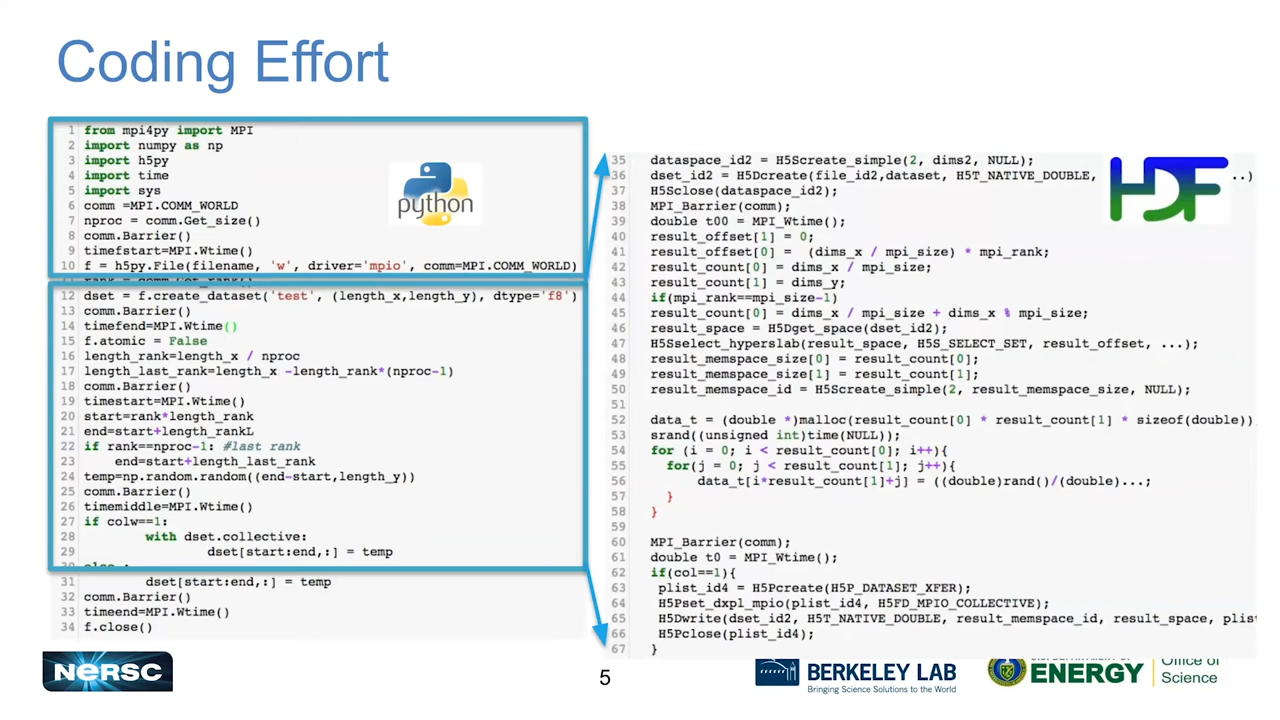 Coding Effort
1 from mpi4py import MPI
2 import numpy as np
3 import h5py
4 import time
5 import sys
6 comm =MPI.COMM_WORLD
7 nproc = comm.Get_size()
8 comm.Barrier()
9 timefstart=MPI.Wtime()
10 f = h5py.File(filename, 'w', driver='mpio', comm=MPI.COMM_WORLD)
python
12 dset = f.create_dataset('test', (length_x,length_y), dtype='f8')
13 comm.Barrier()
14 timefend=MPI.Wtime()
15 f.atomic = False
16 length_rank=length_x / nproc
17 length_last_rank=length_x -length_rank*(nproc-1)
18 comm.Barrier()
19 timestart=MPI.Wtime()
20 start=rank*length_rank
21 end=start+length_rankL
22 if rank==nproc-1: #last rank
23 end=start+length_last_rank
24 temp=np.random.random((end-start,length_y))
25 comm.Barrier()
26 timemiddle=MPI.Wtime()
27 if colw==1:
28 with dset.collective:
29 dset[start:end,:] = temp
31 dset[start:end,:] = temp
32 comm.Barrier()
33 timeend=MPI.Wtime()
34 f.close()
HDF
35 dataspace_id2 = H5Screate_simple(2, dims2, NULL);
36 dset_id2 = H5Dcreate(file_id2,dataset, H5T_NATIVE_DOUBLE, ..)
37 H5Sclose(dataspace_id2);
38 MPI_Barrier(comm);
39 double t00 = MPI_Wtime();
40 result_offset[1] = 0;
41 result_offset[0] = (dims_x / mpi_size) * mpi_rank;
42 result_count[0] = dims_x / mpi_size;
43 result_count[1] = dims_y;
44 if(mpi_rank==mpi_size-1)
45 result_count[0] = dims_x / mpi_size + dims_x % mpi_size;
46 result_space = H5Dget_space(dset_id2);
47 H5Sselect_hyperslab(result_space, H5S_SELECT_SET, result_offset, ...);
48 result_memspace_size[0] = result_count[0];
49 result_memspace_size[1] = result_count[1];
50 result_memspace_id = H5Screate_simple(2, result_memspace_size, NULL);
51
52 data_t = (double *)malloc(result_count[0] * result_count[1] * sizeof(double));
53 srand((unsigned int)time(NULL));
54 for (i = 0; i < result_count[0]; i++){
55 for(j = 0; j < result_count[1]; j++){
56 data_t[i*result_count[1]+j] = ((double)rand()/(double)...;
57 }
58 }
59
60 MPI_Barrier(comm);
61 double t0 = MPI_Wtime();
62 if(col==1){
63 plist_id4 = H5Pcreate(H5P_DATASET_XFER);
64 H5Pset_dxpl_mpio(plist_id4, H5FD_MPIO_COLLECTIVE);
65 H5Dwrite(dset_id2, H5T_NATIVE_DOUBLE, result_memspace_id, result_space, plist
66 H5Pclose(plist_id4);
67 }
NERSC
5
BERKELEY LAB
Bringing Science Solutions to the World
ENERGY
Office of
Science